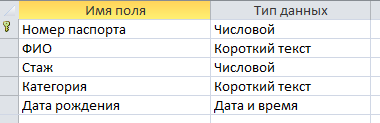 Имя поля Тип данных
Номер паспорта Числовой
ФИО Короткий текст
Стаж Числовой
Категория Короткий текст
Дата рождения Дата и время